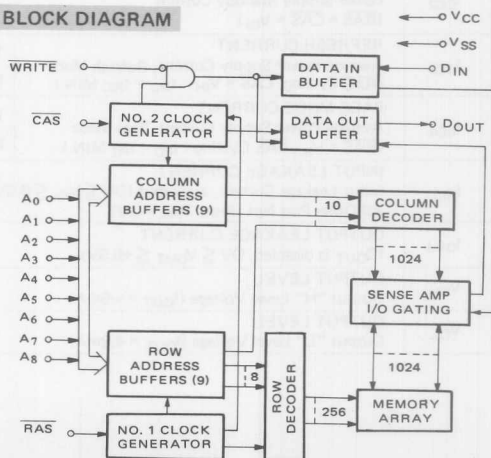 BLOCK DIAGRAM
VCC
VSS
WRITE
DATA IN
BUFFER
DIN
CAS
NO. 2 CLOCK
GENERATOR
DATA OUT
BUFFER
DOUT
COLUMN
ADDRESS
BUFFERS (9)
10
COLUMN
DECODER
A0
A1
A2
A3
A4
A5
A6
A7
A8
1024
SENSE AMP
I/O GATING
ROW
ADDRESS
BUFFERS (9)
8
ROW
DECODER
1024
256
MEMORY
ARRAY
RAS
NO. 1 CLOCK
GENERATOR